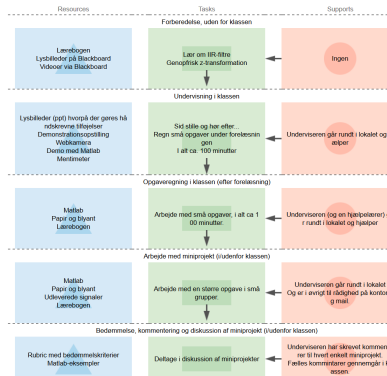 Resources
Tasks
Supports
Forberedelse, uden for klassen
Lærebogen
Lysbilleder på Blackboard
Videoer via Blackboard
Lær om IIR-filtre
Genopfrisk z-transformation
Ingen
Undervisning i klassen
Lysbilleder (ppt) hvorpå der gøres hå
ndskrevne tilføjelser
Demonstrationsopstilling
Webkamera
Demo med Matlab
Mentimeter
Sid stille og hør efter...
Regn små opgaver under forelæsnin
gen
I alt ca. 100 minutter
Underviseren går rundt i lokalet og
ælper
Opgaveregning i klassen (efter forelæsning)
Matlab
Papir og blyant
Lærebogen
Arbejde med små opgaver, i alt ca 1
00 minutter.
Underviseren (og en hjælpelærer)
r rundt i lokalet og hjælper
Arbejde med miniprojekt (i/udenfor klassen)
Matlab
Papir og blyant
Udleverede signaler
Lærebogen
Arbejde med en større opgave i små
grupper.
Underviseren går rundt i lokalet
Og er i øvrigt til rådighed på kontor
g mail.
Bedømmelse, kommentering og diskussion af miniprojekt (i/udenfor klassen)
Rubric med bedømmelseskriterier
Matlab-eksempler
Deltage i diskussion af miniprojekter
Underviseren har skrevet kommen
rer til hvert enkelt miniprojekt.
Fælles kommentarer gennemgår i k
assen